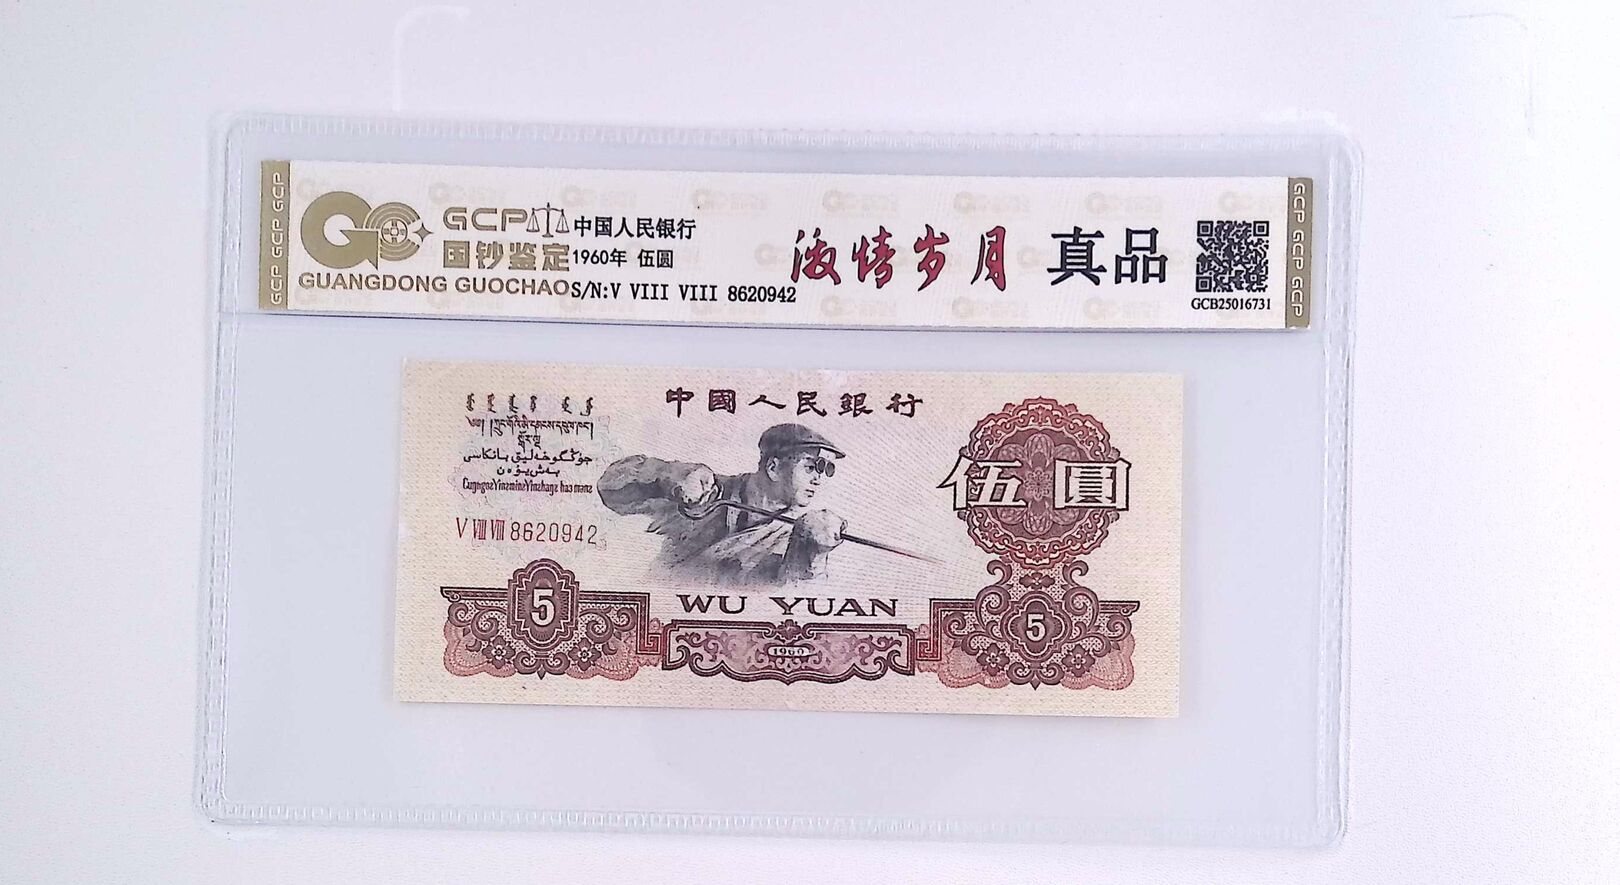 GCP
国钞鉴定
GUANGDONG GUOCHAO
中国人民银行
1960年 伍圆
S/N:V VIII VIII 8620942
激情岁月
真品
GCB25016731
GCP GCP GCP
GCP GCP GCP
中國人民銀行
伍圓
V VIII VIII 8620942
5
WU YUAN
5
1960